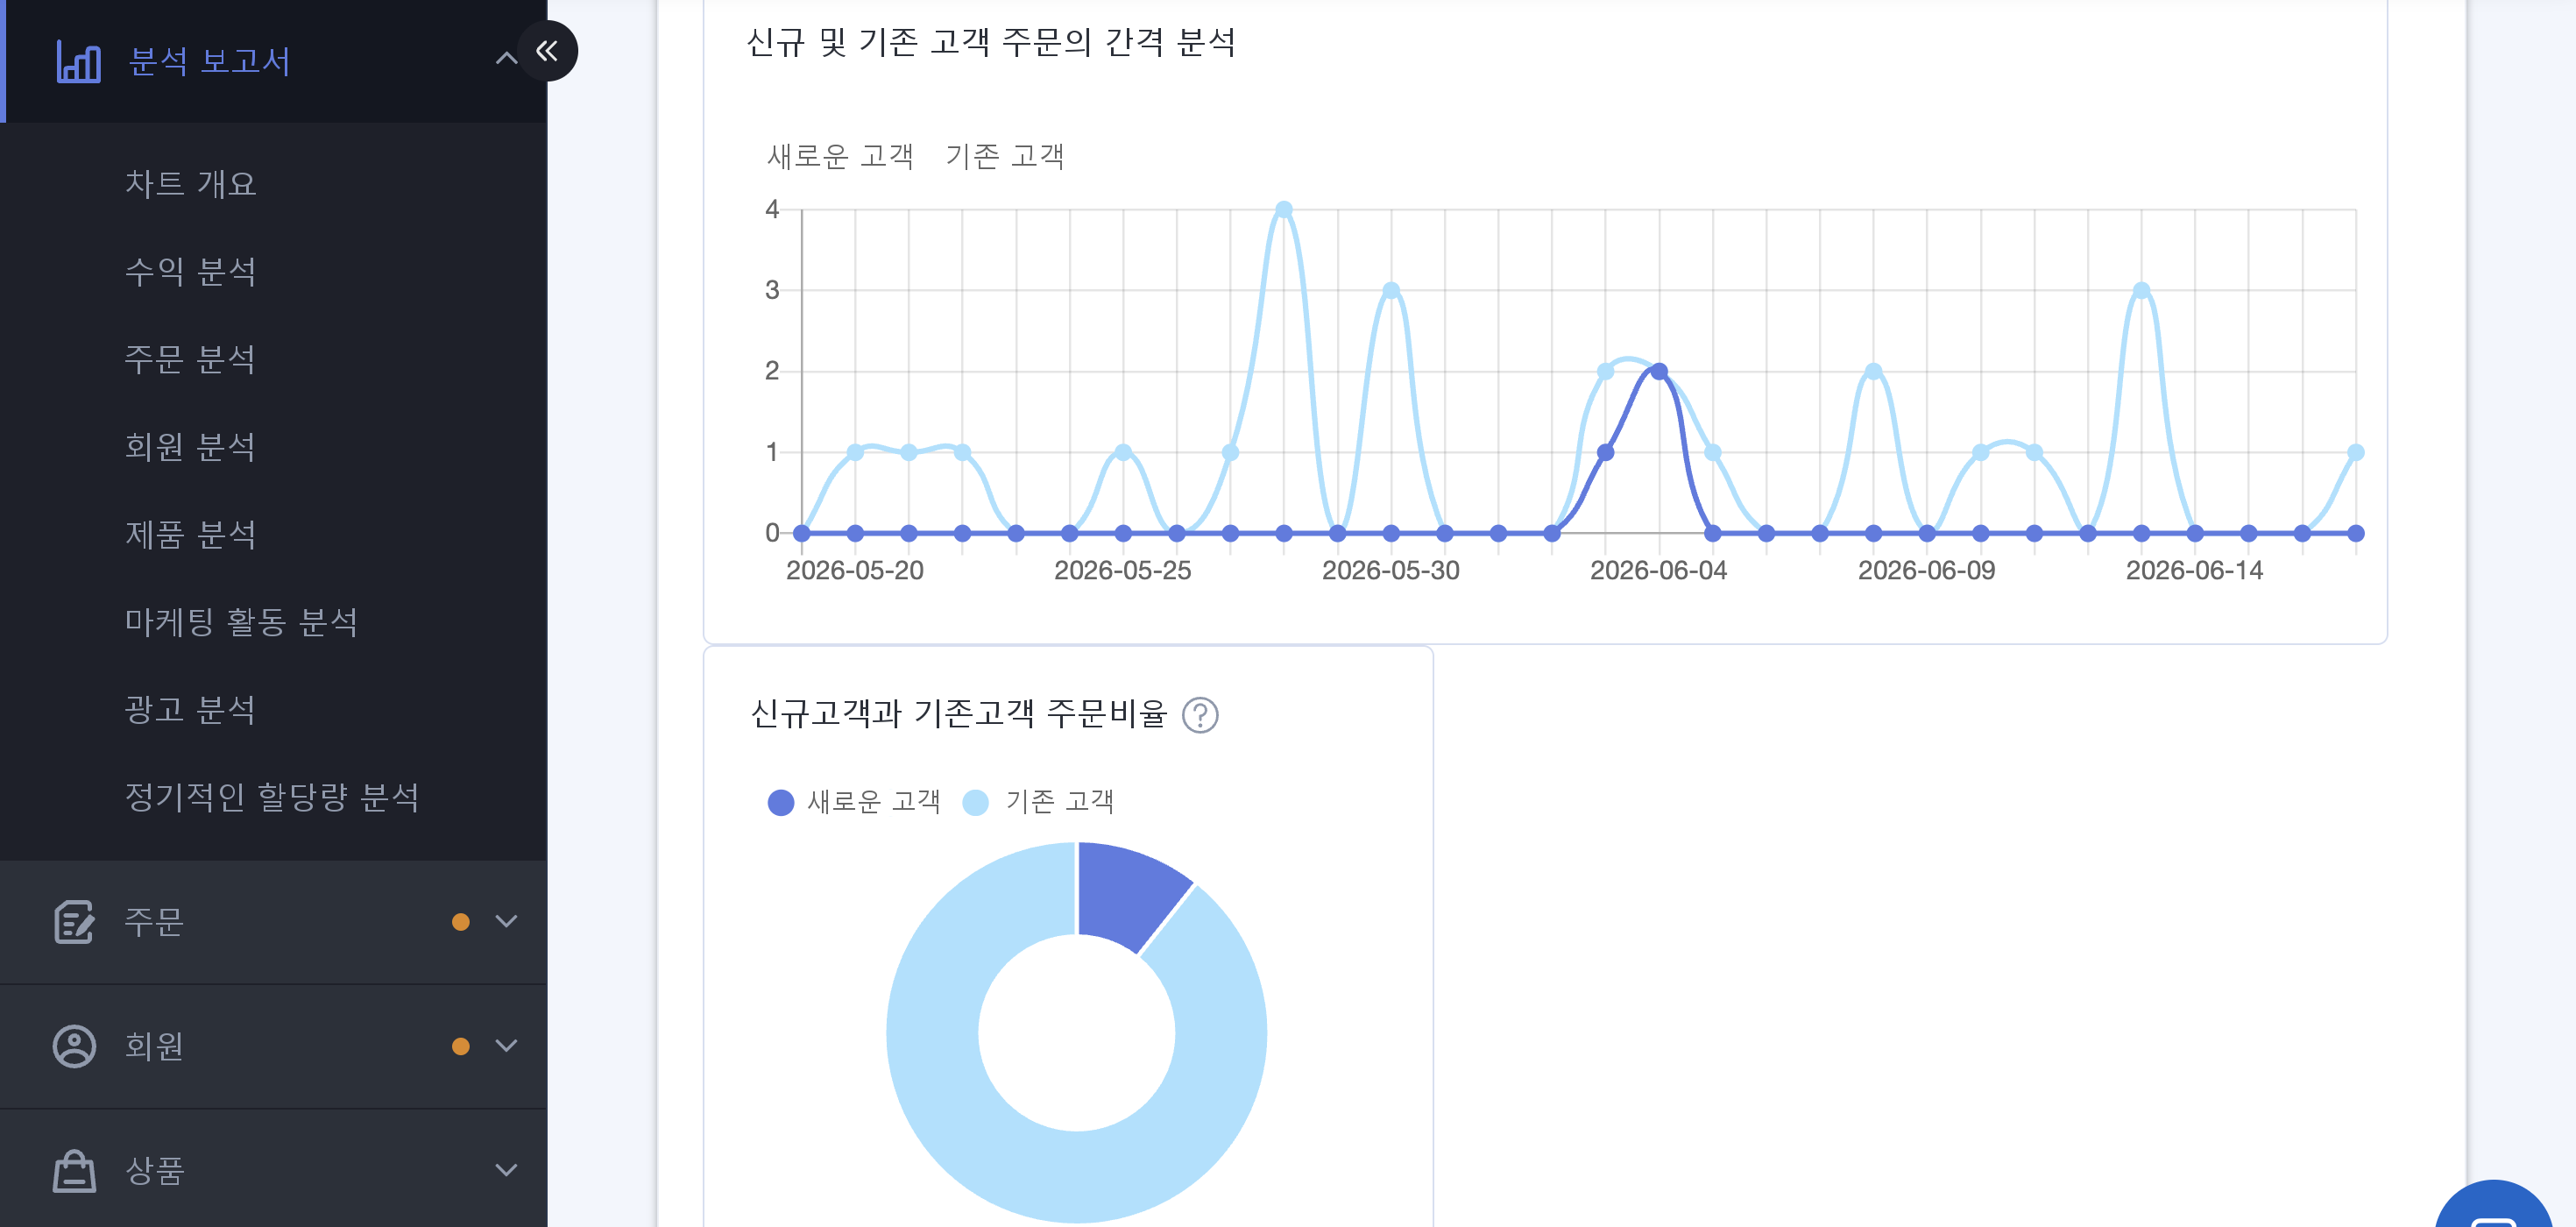 분석 보고서
차트 개요
수익 분석
주문 분석
회원 분석
제품 분석
마케팅 활동 분석
광고 분석
정기적인 할당량 분석
주문
회원
상품
신규 및 기존 고객 주문의 간격 분석
새로운 고객 기존 고객
4
3
2
1
0
2026-05-20 2026-05-25 2026-05-30 2026-06-04 2026-06-09 2026-06-14
신규고객과 기존고객 주문비율 ?
새로운 고객 기존 고객